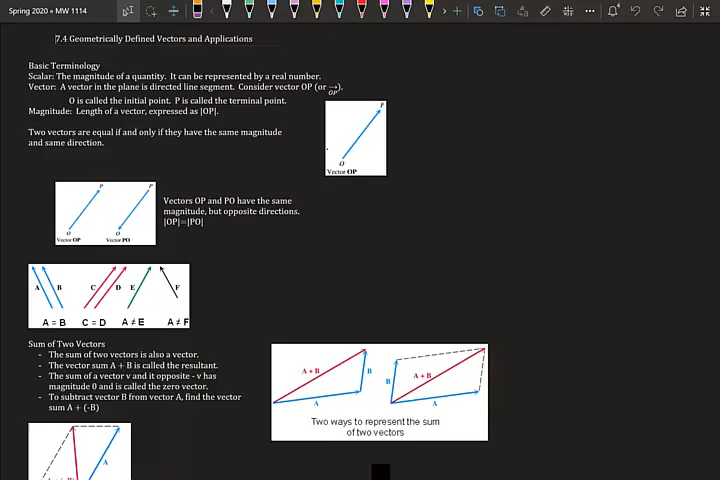 Spring 2020 » MW 1114
7.4 Geometrically Defined Vectors and Applications
Basic Terminology
Scalar: The magnitude of a quantity. It can be represented by a real number.
Vector: A vector in the plane is directed line segment. Consider vector OP (or →OP).
O is called the initial point. P is called the terminal point.
Magnitude: Length of a vector, expressed as |OP|.
Two vectors are equal if and only if they have the same magnitude
and same direction.
P
O
Vector OP
P
O
Vector OP
P
O
Vector PO
Vectors OP and PO have the same
magnitude, but opposite directions.
|OP|=|PO|
A B C D E F
A = B C = D A ≠ E A ≠ F
Sum of Two Vectors
- The sum of two vectors is also a vector.
- The vector sum A + B is called the resultant.
- The sum of a vector v and it opposite - v has
magnitude 0 and is called the zero vector.
- To subtract vector B from vector A, find the vector
sum A + (-B)
A + B
B
A
B
A + B
A
Two ways to represent the sum
of two vectors
A